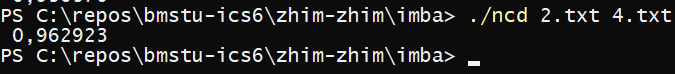 PS C:\repos\bmstu-ics6\zhim-zhim\imba> ./ncd 2.txt 4.txt
0,962923
PS C:\repos\bmstu-ics6\zhim-zhim\imba>